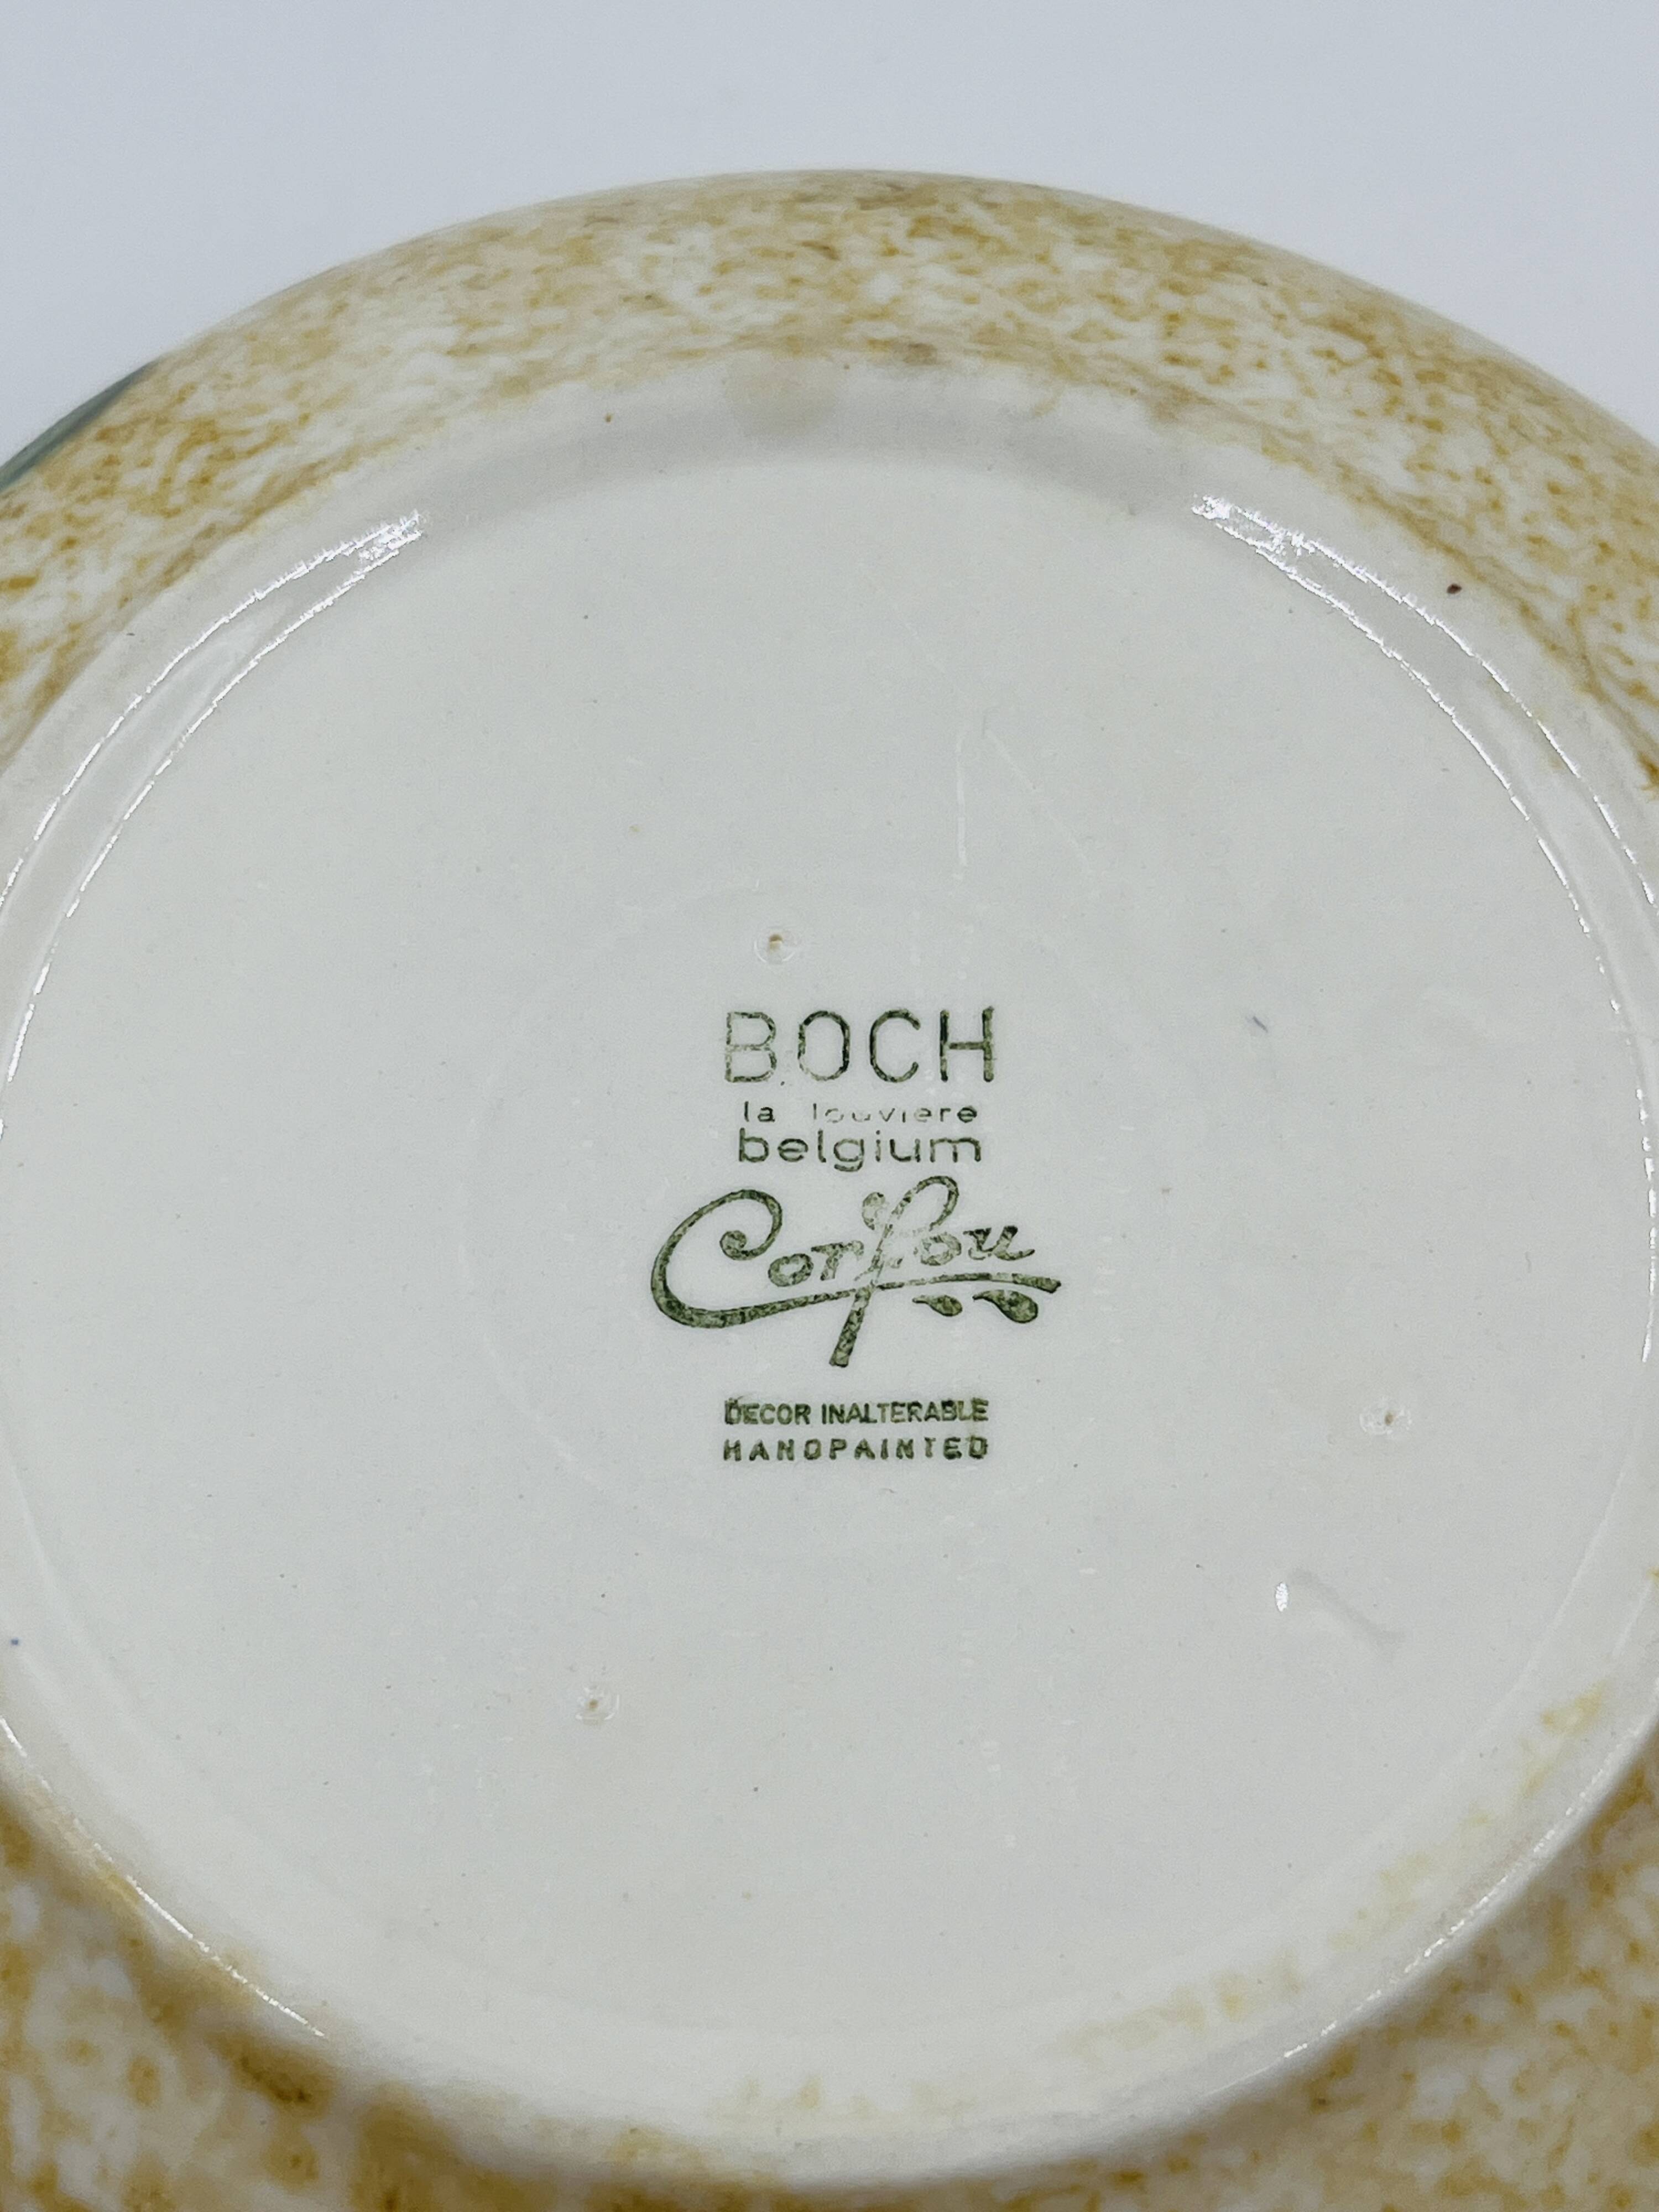 BOCH
la louviere
belgium
Corfou
DECOR INALTERABLE
HANDPAINTED